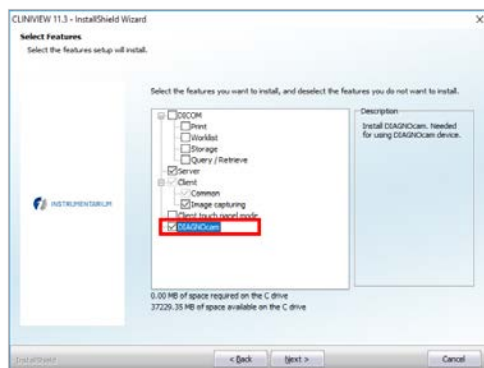 CLINIVIEW 11.3 - InstallShield Wizard
Select Features
Select the features setup will install.
Select the features you want to install, and deselect the features you do not want to install.
DICOM
Print
Worklist
Storage
Query / Retrieve
Server
Client
Common
Image capturing
Client touch panel mode
DIAGNOcam
Description
Install DIAGNOcam. Needed
for using DIAGNOcam device.
INSTRUMENTARIUM
0.00 MB of space required on the C drive
37229.35 MB of space available on the C drive
InstallShield
< Back
Next >
Cancel